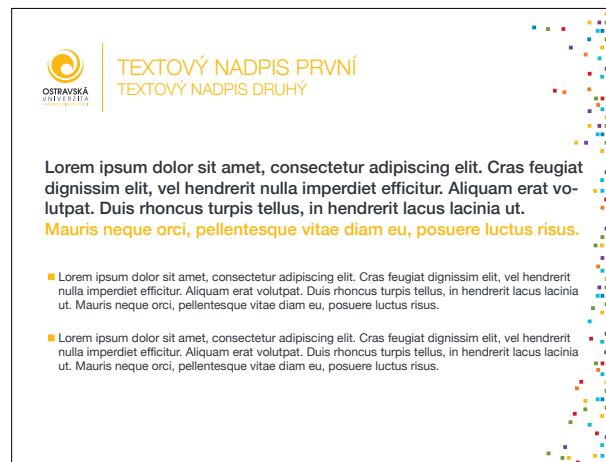 OSTRAVSKÁ
UNIVERZITA
TEXTOVÝ NADPIS PRVNÍ
TEXTOVÝ NADPIS DRUHÝ
Lorem ipsum dolor sit amet, consectetur adipiscing elit. Cras feugiat
dignissim elit, vel hendrerit nulla imperdiet efficitur. Aliquam erat vo-
lutpat. Duis rhoncus turpis tellus, in hendrerit lacus lacinia ut.
Mauris neque orci, pellentesque vitae diam eu, posuere luctus risus.
Lorem ipsum dolor sit amet, consectetur adipiscing elit. Cras feugiat dignissim elit, vel hendrerit
nulla imperdiet efficitur. Aliquam erat volutpat. Duis rhoncus turpis tellus, in hendrerit lacus lacinia
ut. Mauris neque orci, pellentesque vitae diam eu, posuere luctus risus.
Lorem ipsum dolor sit amet, consectetur adipiscing elit. Cras feugiat dignissim elit, vel hendrerit
nulla imperdiet efficitur. Aliquam erat volutpat. Duis rhoncus turpis tellus, in hendrerit lacus lacinia
ut. Mauris neque orci, pellentesque vitae diam eu, posuere luctus risus.